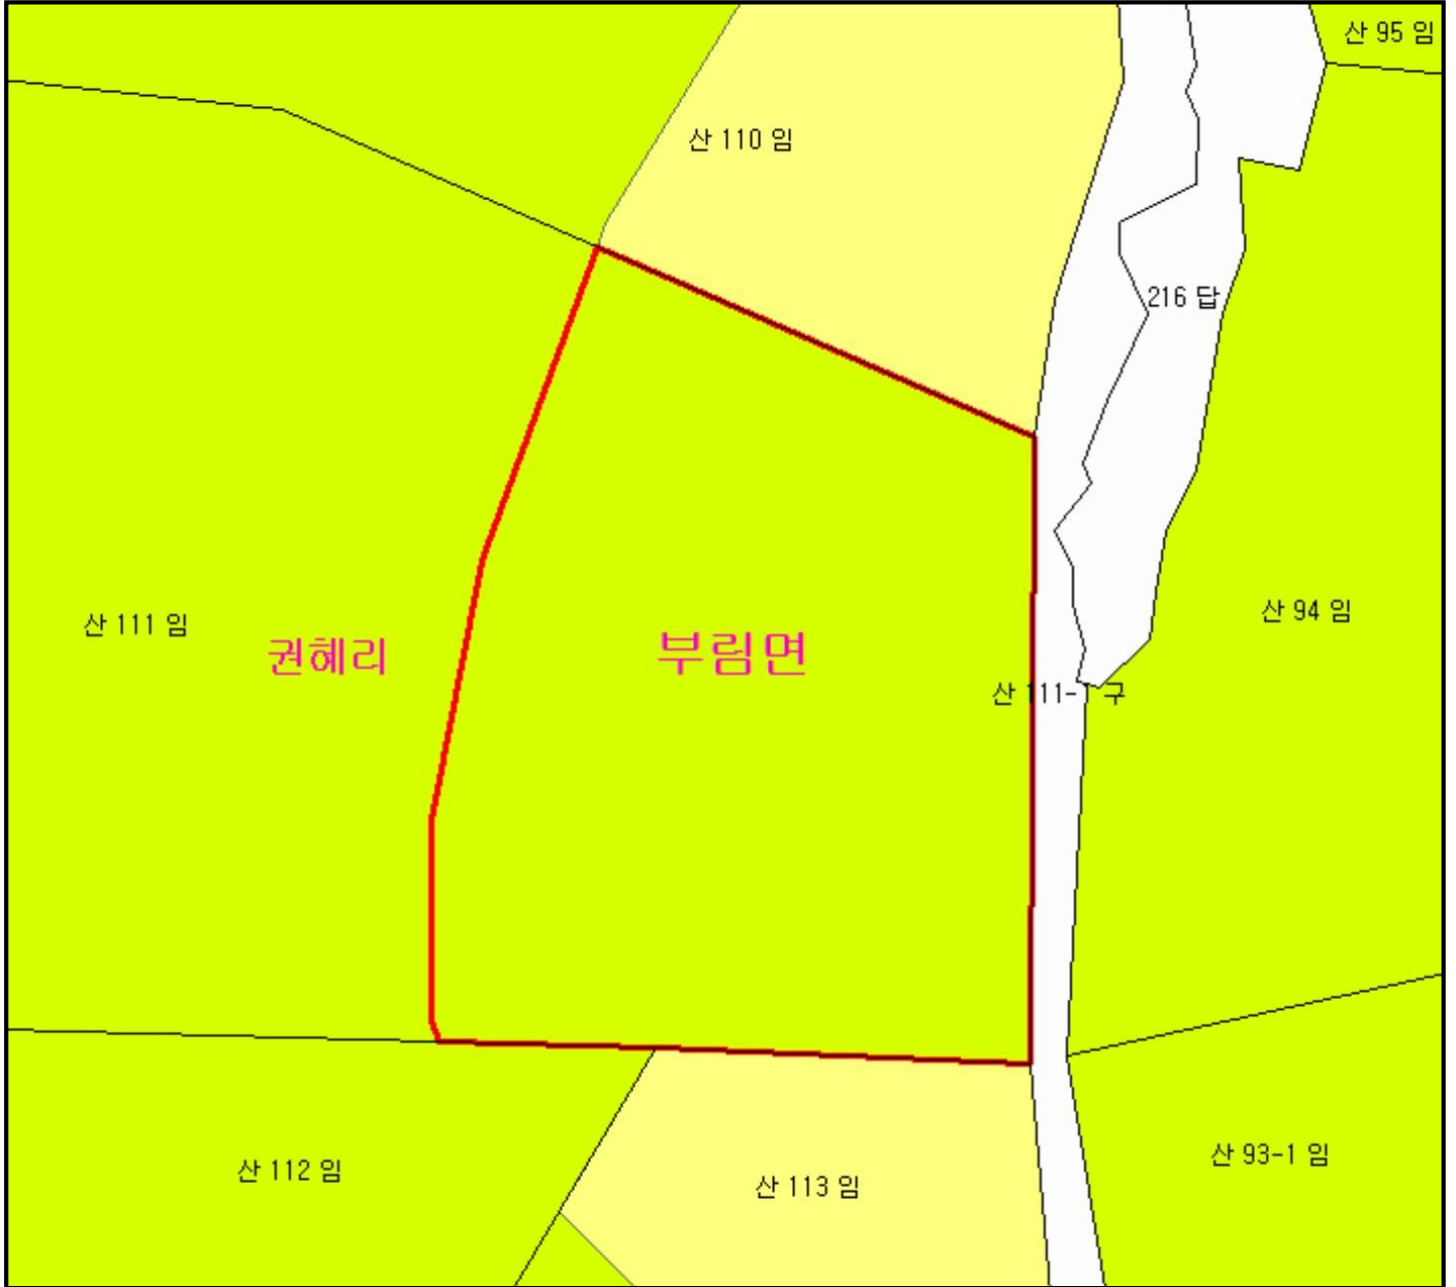 산 95 임
산 110 임
216 답
산 94 임
산 111 임
권혜리
부림면
산 111-1 구
산 93-1 임
산 112 임
산 113 임